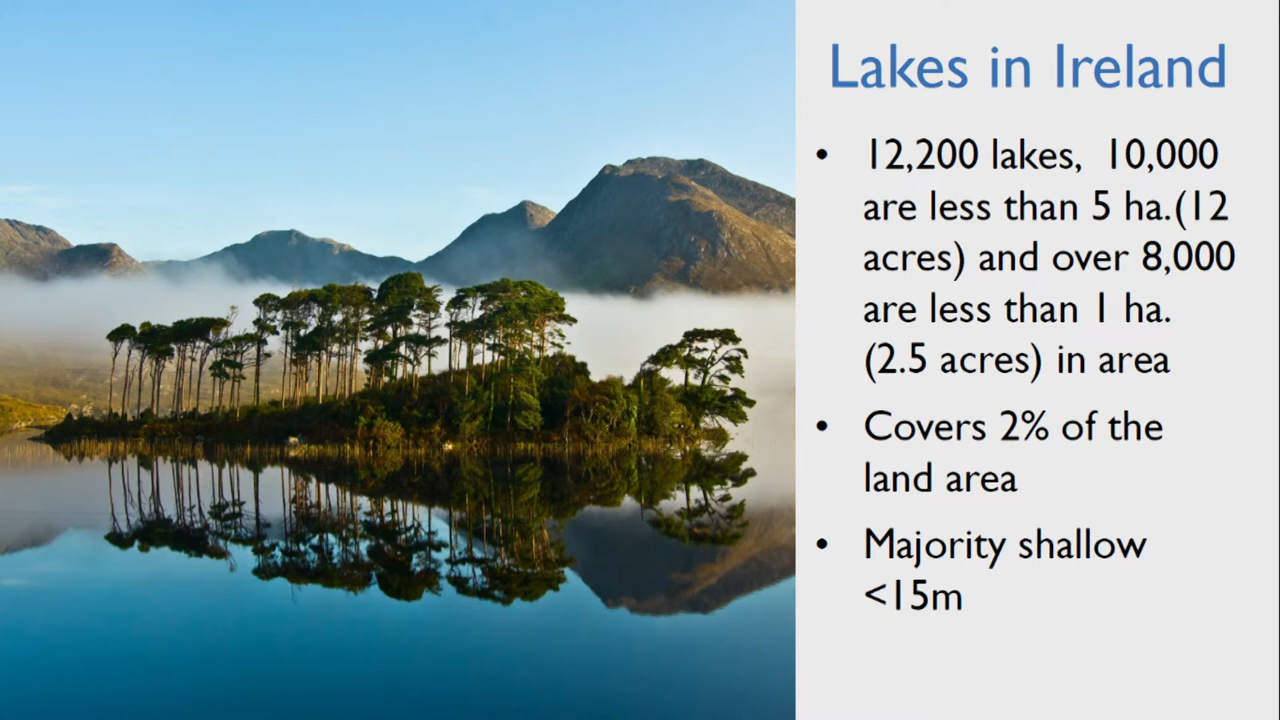 Lakes in Ireland
• 12,200 lakes, 10,000
are less than 5 ha.(12
acres) and over 8,000
are less than 1 ha.
(2.5 acres) in area
• Covers 2% of the
land area
• Majority shallow
<15m